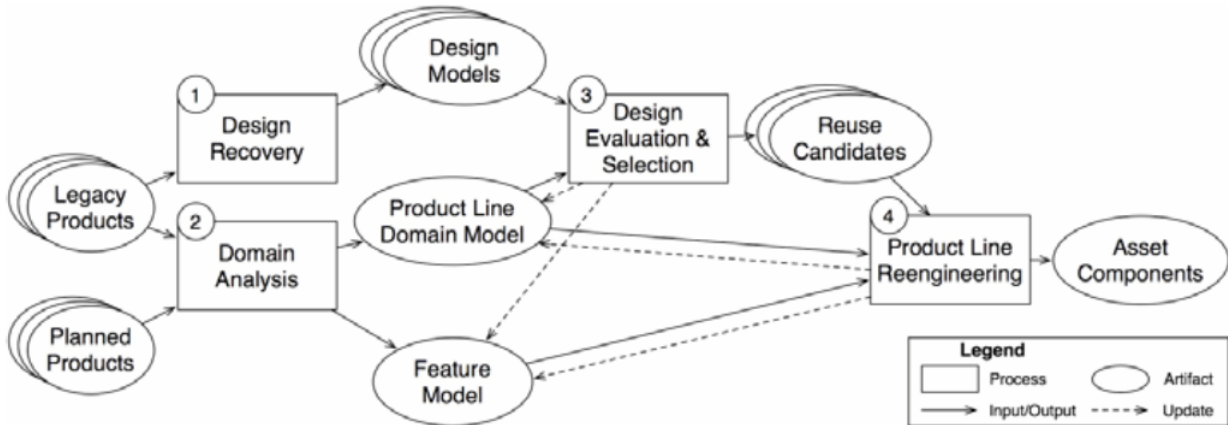 Design
Models
1
Design
Recovery
3
Design
Evaluation &
Selection
Reuse
Candidates
Legacy
Products
2
Domain
Analysis
Product Line
Domain Model
4
Product Line
Reengineering
Asset
Components
Planned
Products
Feature
Model
Legend
Process
Artifact
Input/Output
Update